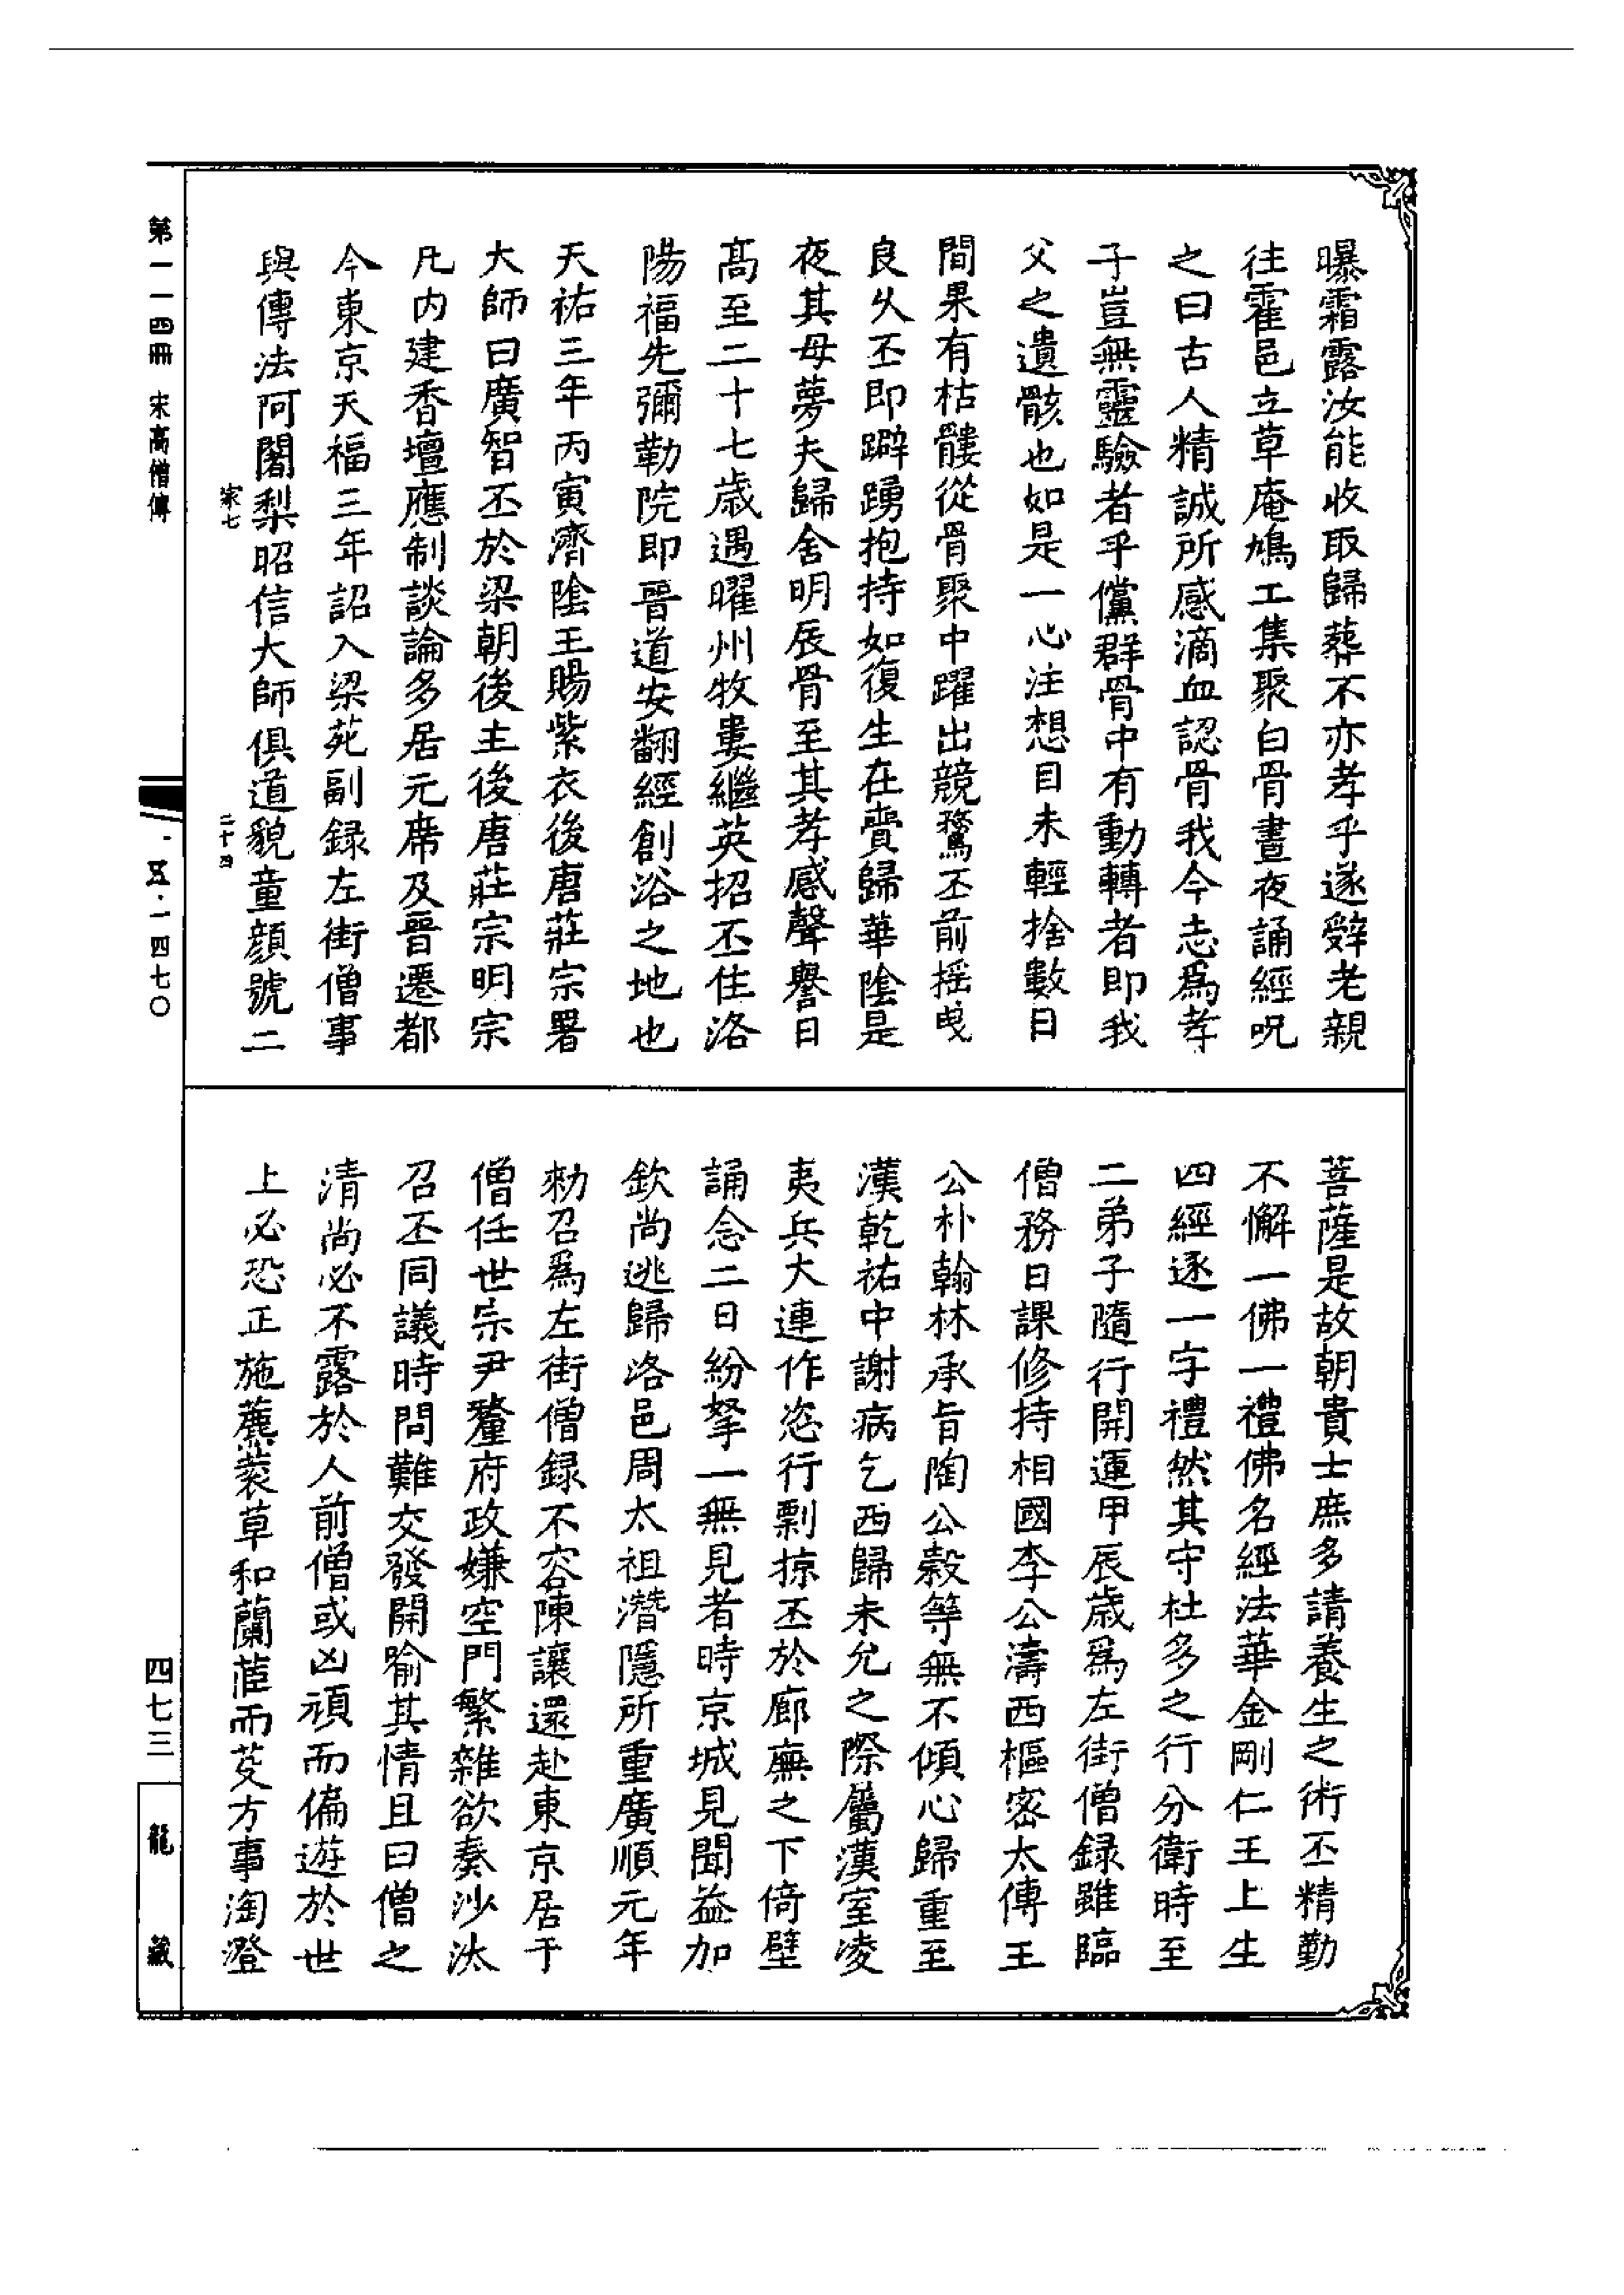 曝霜露汝能收取歸葬不亦孝乎遂辭老親
往霍邑立草庵鳩工集聚白骨晝夜誦經呪
之曰古人精誠所感滴血認骨我今志爲孝
子豈無靈驗者乎儻群骨中有動轉者即我
父之遺骸也如是一心注想目未輕捨數日
間果有枯髏從骨聚中躍出競騖丕前搖曳
良久丕即躃踴抱持如復生在齎歸華陰是
夜其母夢夫歸舍明辰骨至其孝感聲譽日
高至二十七歲遇曜州牧婁繼英招丕住洛
陽福先彌勒院即晉道安翻經創浴之地也
天祐三年丙寅濟陰王賜紫衣後唐莊宗署
大師曰廣智丕於梁朝後主後唐莊宗明宗
凡內建香壇應制談論多居元席及晉遷都
今東京天福三年詔入梁苑副録左街僧事
與傳法阿闍梨昭信大師俱道貌童顏號二
菩薩是故朝貴士庶多請養生之術丕精勤
不懈一佛一禮佛名經法華金剛仁王上生
四經逐一字禮然其守杜多之行分衛時至
二弟子隨行開運甲辰歲爲左街僧録雖臨
僧務日課修持相國李公濤西樞密太傅王
公朴翰林承旨陶公穀等無不傾心歸重至
漢乾祐中謝病乞西歸未允之際屬漢室凌
夷兵大連作恣行剽掠丕於廊廡之下倚壁
誦念二日紛拏一無見者時京城見聞益加
欽尚逃歸洛邑周太祖潛隱所重廣順元年
勑召爲左街僧録不容陳讓還赴東京居于
僧任世宗尹釐府政嫌空門繁雜欲奏沙汰
召丕同議時問難交發開喻其情且曰僧之
清尚必不露於人前僧或凶頑而偏遊於世
上必恐正施薦蓑草和蘭茝而芟方事淘澄
家七
二十四
第一一四冊 宋高僧傳
五·一四七〇
四七三
龍藏